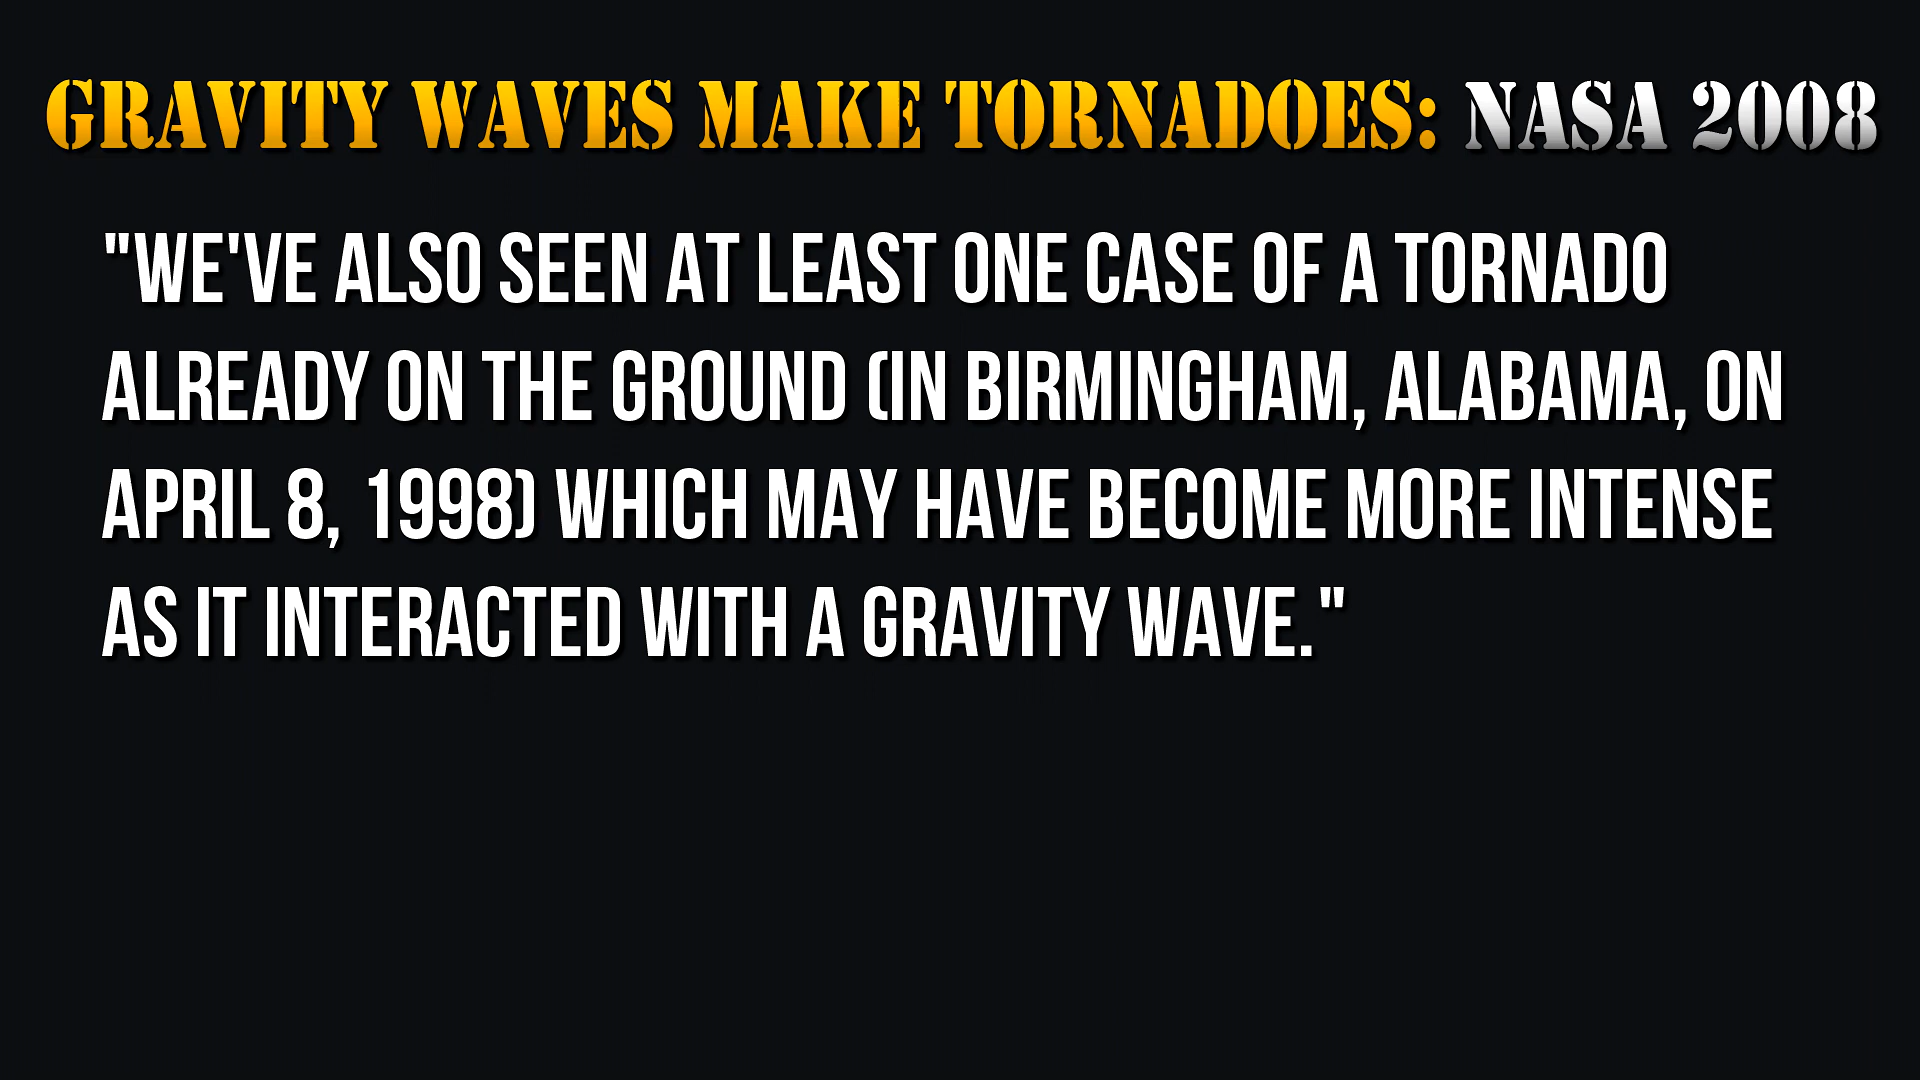 GRAVITY WAVES MAKE TORNADOES: NASA 2008
"WE'VE ALSO SEEN AT LEAST ONE CASE OF A TORNADO
ALREADY ON THE GROUND (IN BIRMINGHAM, ALABAMA, ON
APRIL 8, 1998) WHICH MAY HAVE BECOME MORE INTENSE
AS IT INTERACTED WITH A GRAVITY WAVE."